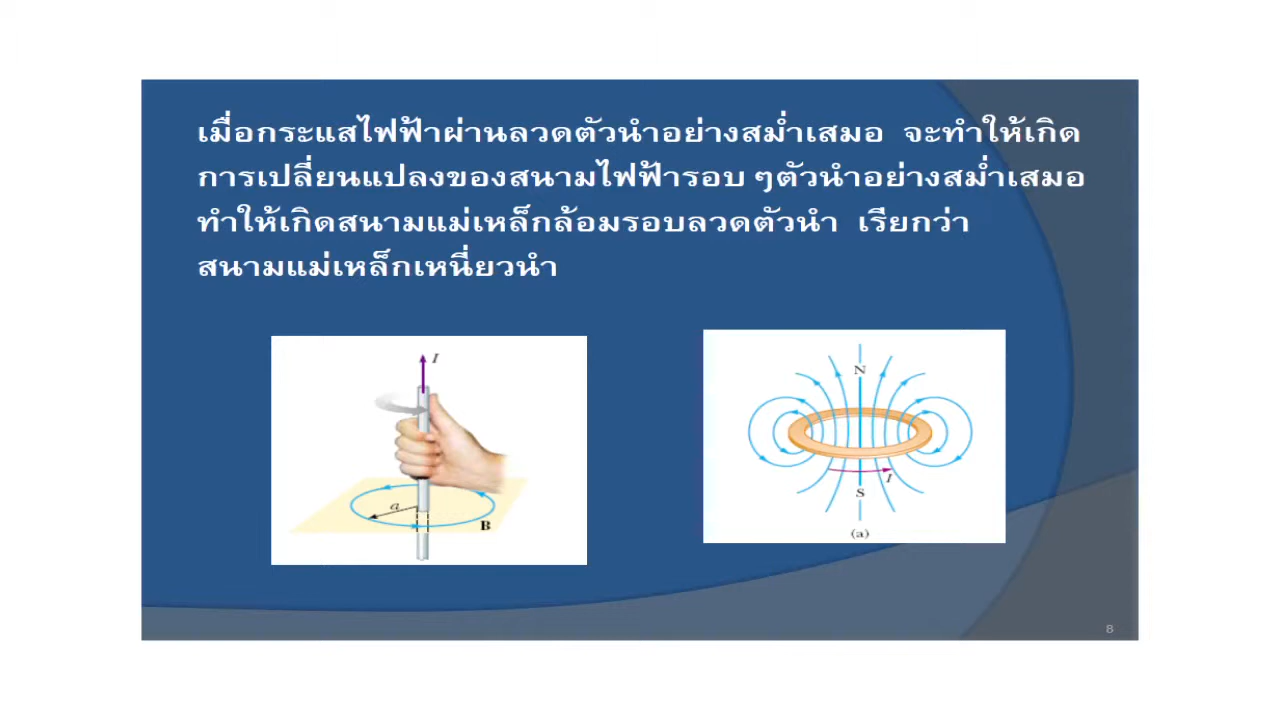 เมื่อกระแสไฟฟ้าผ่านลวดตัวนำอย่างสม่ำเสมอ จะทำให้เกิด
การเปลี่ยนแปลงของสนามไฟฟ้ารอบ ๆตัวนำอย่างสม่ำเสมอ
ทำให้เกิดสนามแม่เหล็กล้อมรอบลวดตัวนำ เรียกว่า
สนามแม่เหล็กเหนี่ยวนำ
I
a
B
N
I
S
(a)
8